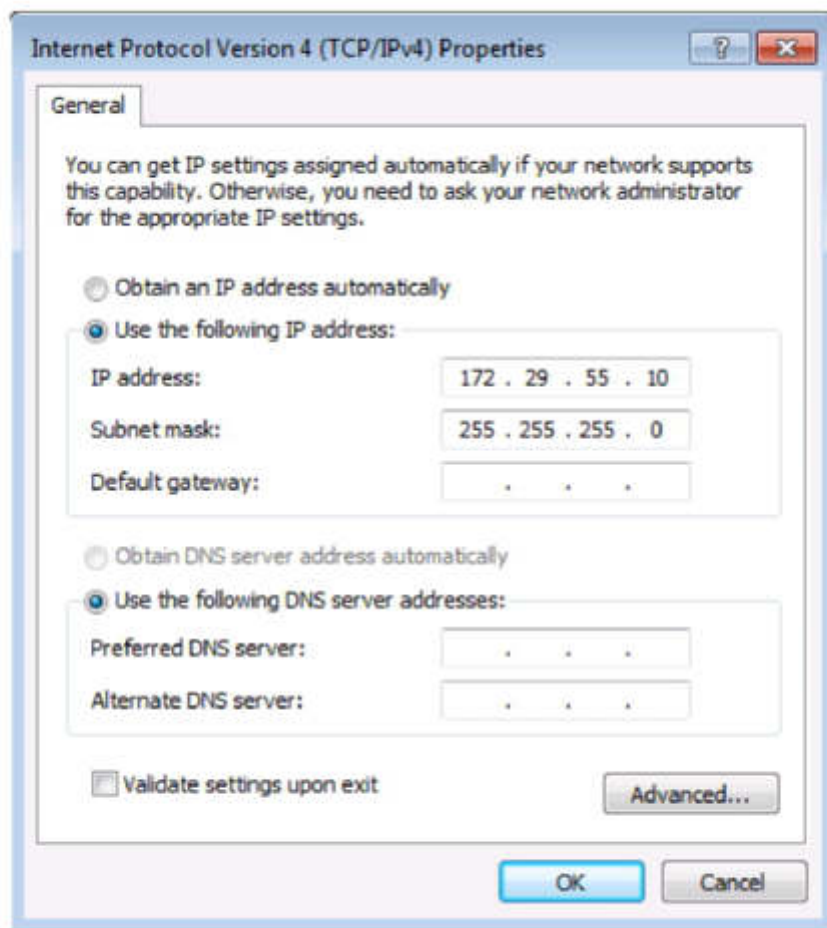 Internet Protocol Version 4 (TCP/IPv4) Properties
General
You can get IP settings assigned automatically if your network supports
this capability. Otherwise, you need to ask your network administrator
for the appropriate IP settings.
Obtain an IP address automatically
Use the following IP address:
IP address: 172 . 29 . 55 . 10
Subnet mask: 255 . 255 . 255 . 0
Default gateway: . . .
Obtain DNS server address automatically
Use the following DNS server addresses:
Preferred DNS server: . . .
Alternate DNS server: . . .
Validate settings upon exit
Advanced...
OK Cancel